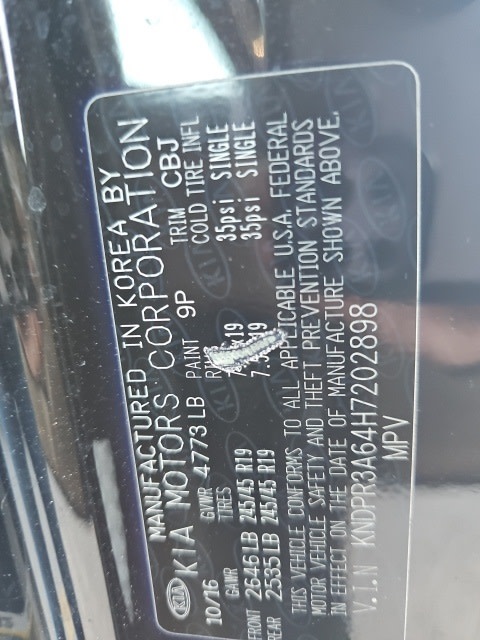 MANUFACTURED IN KOREA BY
KIA KIA MOTORS CORPORATION
10/16 GVWR 4773LB PAINT 9P TRIM CBJ
GAWR TIRES COLD TIRE INFL
FRONT 2646LB 245/45 R19 35psi SINGLE
REAR 2535LB 245/45 R19 35psi SINGLE
THIS VEHICLE CONFORMS TO ALL APPLICABLE U.S.A. FEDERAL
MOTOR VEHICLE SAFETY AND THEFT PREVENTION STANDARDS
IN EFFECT ON THE DATE OF MANUFACTURE SHOWN ABOVE.
V.I.N KNDPR3A64H7202898
MPV